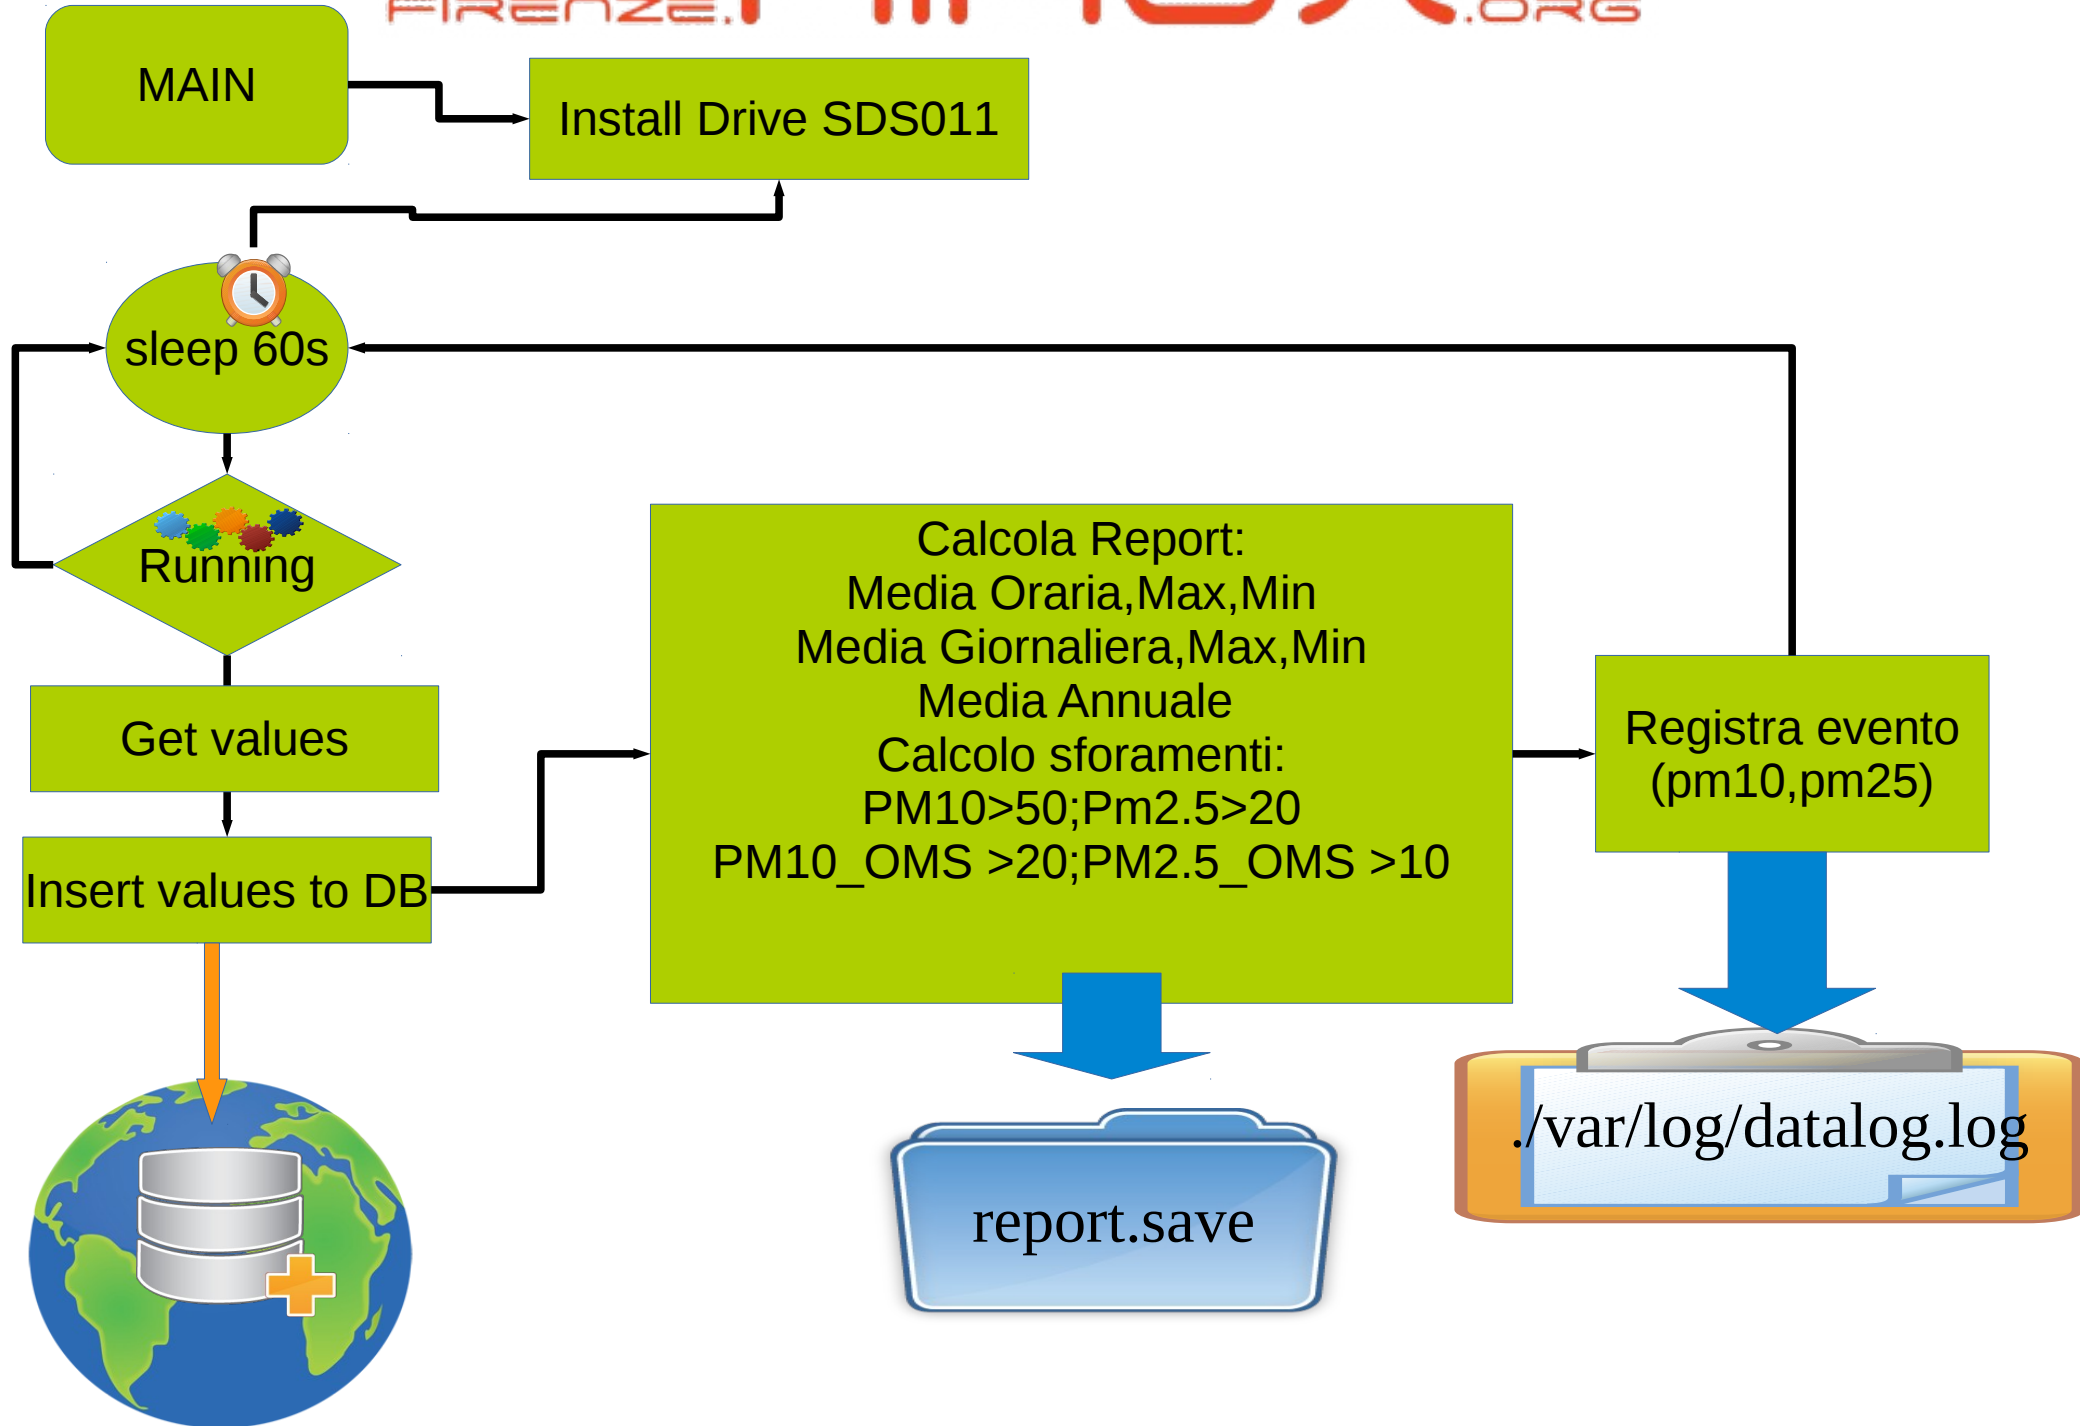 FIRENZE.
.ORG
MAIN
Install Drive SDS011
sleep 60s
Running
Get values
Insert values to DB
Calcola Report:
Media Oraria,Max,Min
Media Giornaliera,Max,Min
Media Annuale
Calcolo sforamenti:
PM10>50;Pm2.5>20
PM10_OMS >20;PM2.5_OMS >10
Registra evento
(pm10,pm25)
report.save
./var/log/datalog.log